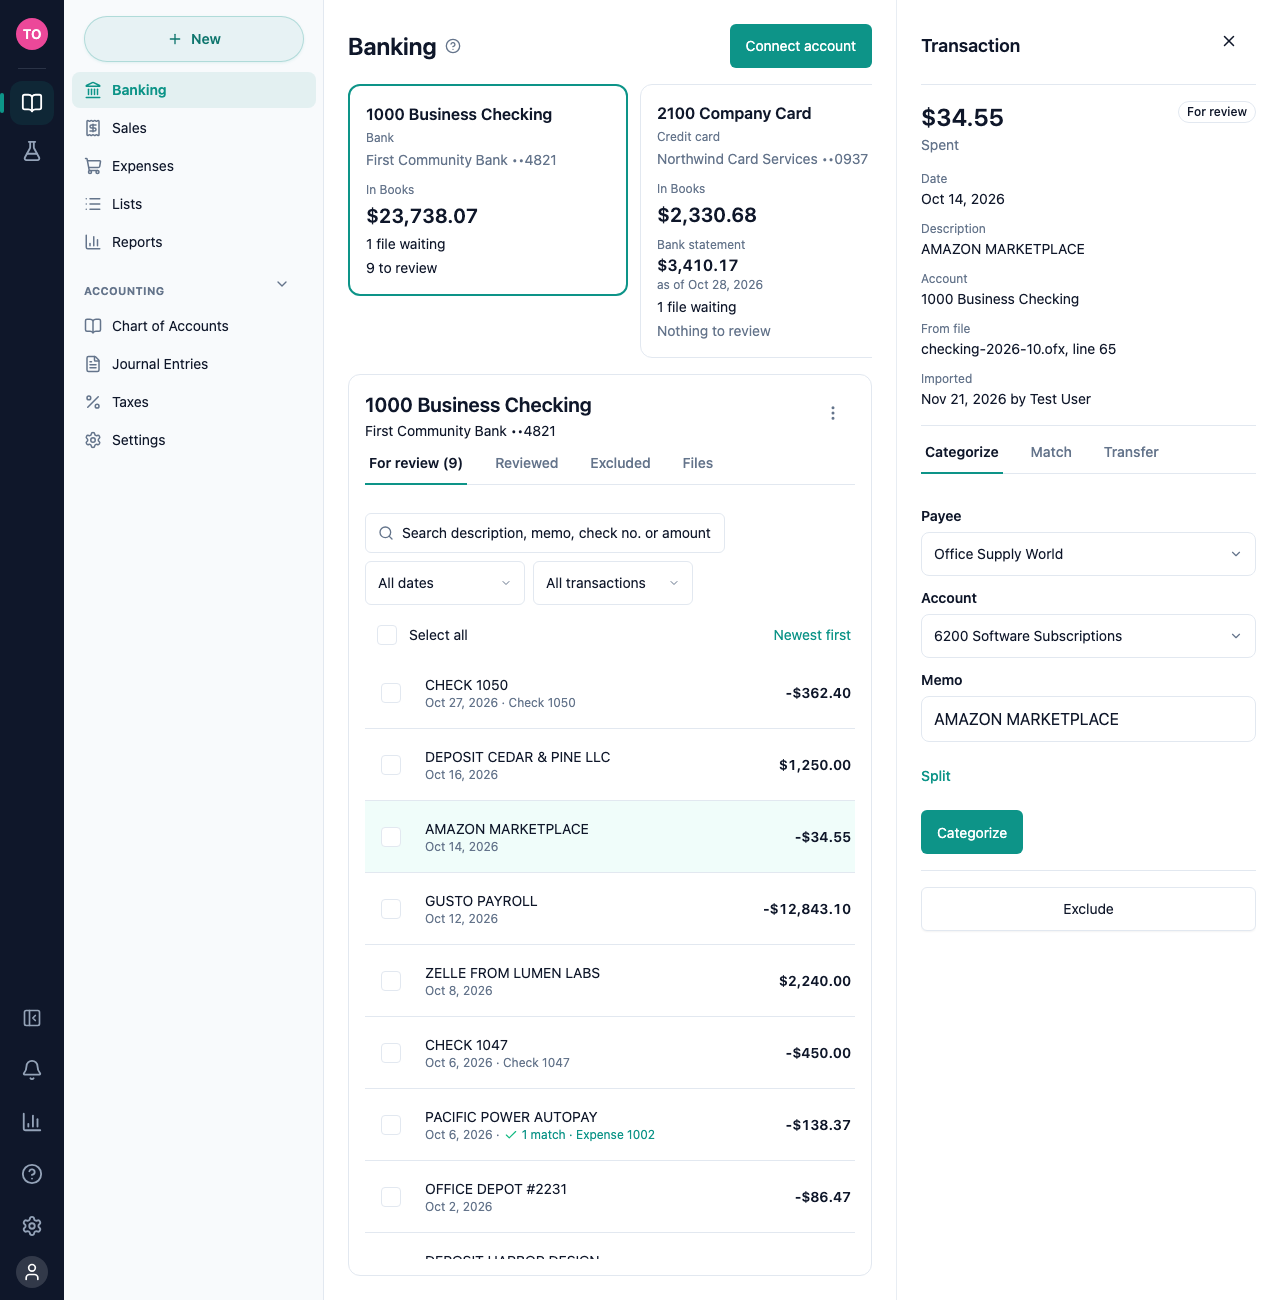 TO
New
Banking
Sales
Expenses
Lists
Reports
ACCOUNTING
Chart of Accounts
Journal Entries
Taxes
Settings
Banking
Connect account
1000 Business Checking
Bank
First Community Bank ••4821
In Books
$23,738.07
1 file waiting
9 to review
2100 Company Card
Credit card
Northwind Card Services ••0937
In Books
$2,330.68
Bank statement
$3,410.17
as of Oct 28, 2026
1 file waiting
Nothing to review
1000 Business Checking
First Community Bank ••4821
For review (9) Reviewed Excluded Files
Search description, memo, check no. or amount
All dates All transactions
Select all Newest first
CHECK 1050 -$362.40
Oct 27, 2026 · Check 1050
DEPOSIT CEDAR & PINE LLC $1,250.00
Oct 16, 2026
AMAZON MARKETPLACE -$34.55
Oct 14, 2026
GUSTO PAYROLL -$12,843.10
Oct 12, 2026
ZELLE FROM LUMEN LABS $2,240.00
Oct 8, 2026
CHECK 1047 -$450.00
Oct 6, 2026 · Check 1047
PACIFIC POWER AUTOPAY -$138.37
Oct 6, 2026 · 1 match · Expense 1002
OFFICE DEPOT #2231 -$86.47
Oct 2, 2026
DEPOSIT HARBOR DESIGN
Transaction
$34.55 For review
Spent
Date
Oct 14, 2026
Description
AMAZON MARKETPLACE
Account
1000 Business Checking
From file
checking-2026-10.ofx, line 65
Imported
Nov 21, 2026 by Test User
Categorize Match Transfer
Payee
Office Supply World
Account
6200 Software Subscriptions
Memo
AMAZON MARKETPLACE
Split
Categorize
Exclude